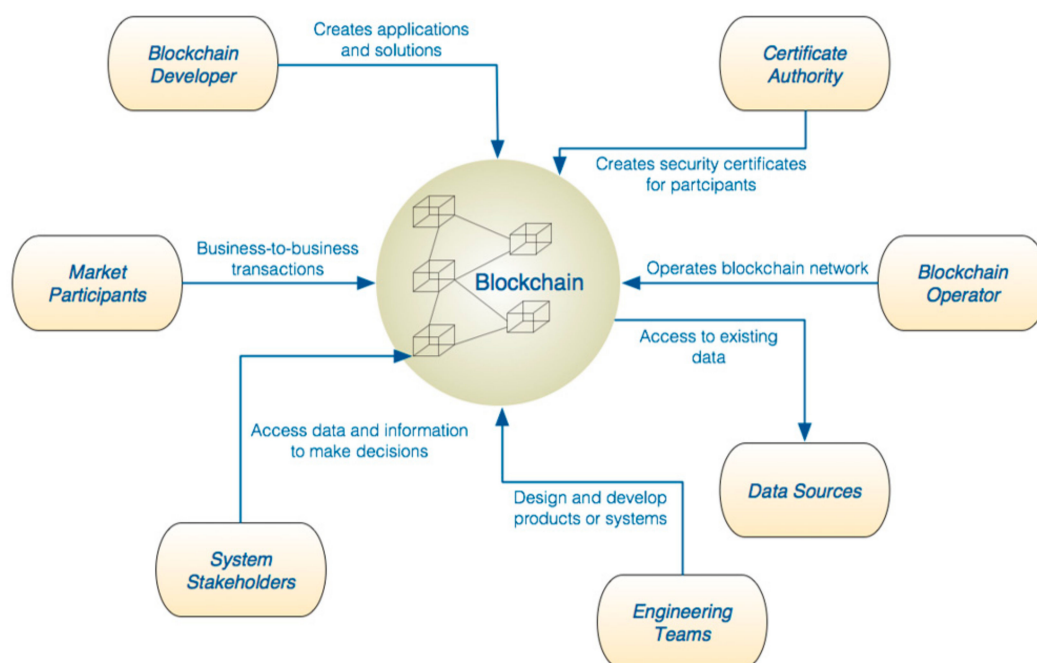 Blockchain
Developer
Creates applications
and solutions
Certificate
Authority
Creates security certificates
for partcipants
Market
Participants
Business-to-business
transactions
Blockchain
Operates blockchain network
Blockchain
Operator
Access to existing
data
Access data and information
to make decisions
Design and develop
products or systems
Data Sources
System
Stakeholders
Engineering
Teams